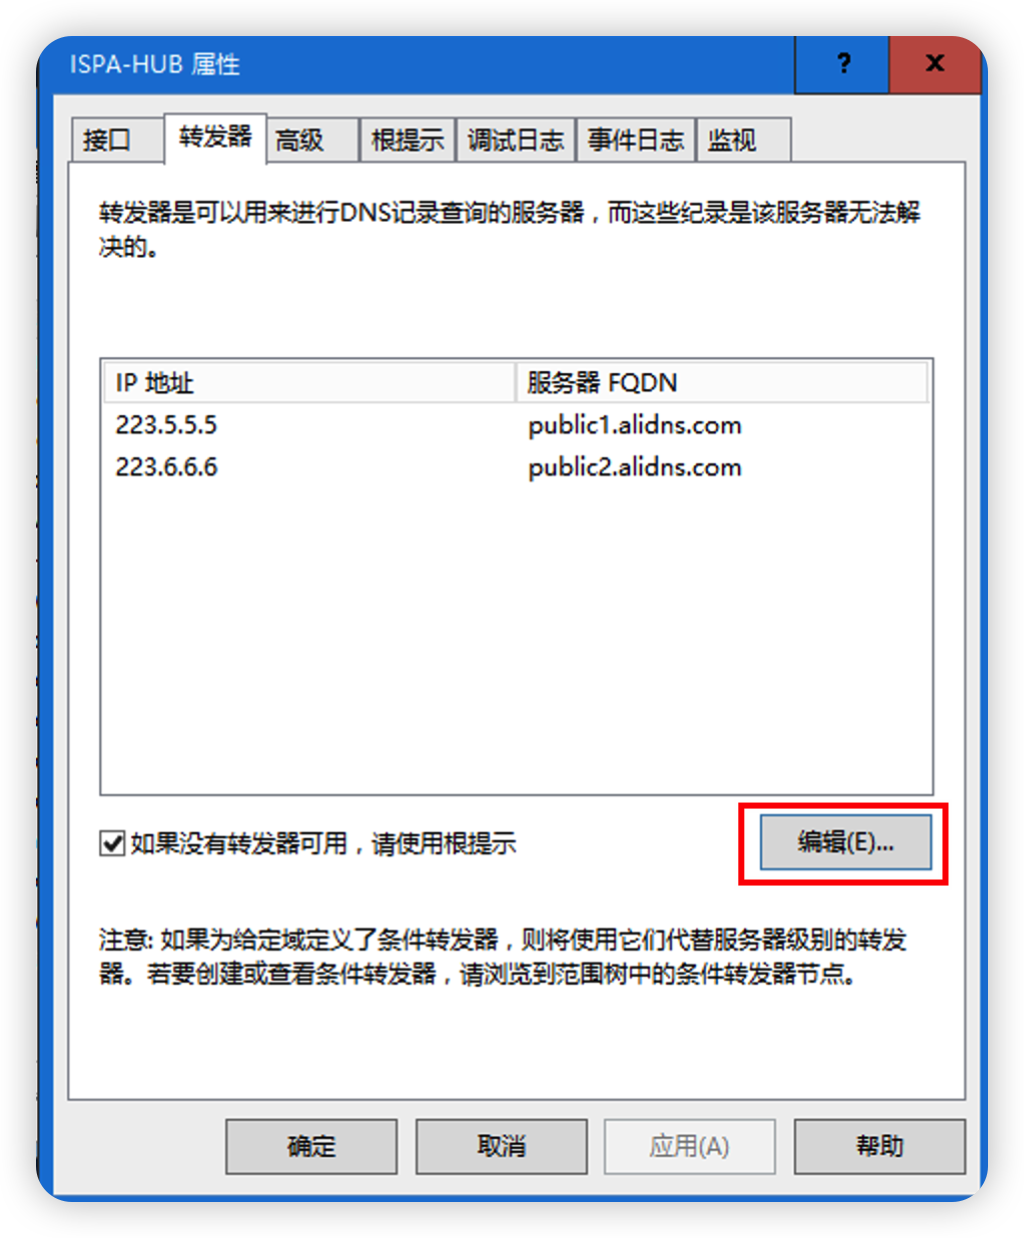 ISPA-HUB 属性
?
x
接口
转发器
高级
根提示
调试日志
事件日志
监视
转发器是可以用来进行DNS记录查询的服务器，而这些纪录是该服务器无法解
决的。
IP 地址
服务器 FQDN
223.5.5.5
public1.alidns.com
223.6.6.6
public2.alidns.com
如果没有转发器可用，请使用根提示
编辑(E)...
注意: 如果为给定域定义了条件转发器，则将使用它们代替服务器级别的转发
器。若要创建或查看条件转发器，请浏览到范围树中的条件转发器节点。
确定
取消
应用(A)
帮助